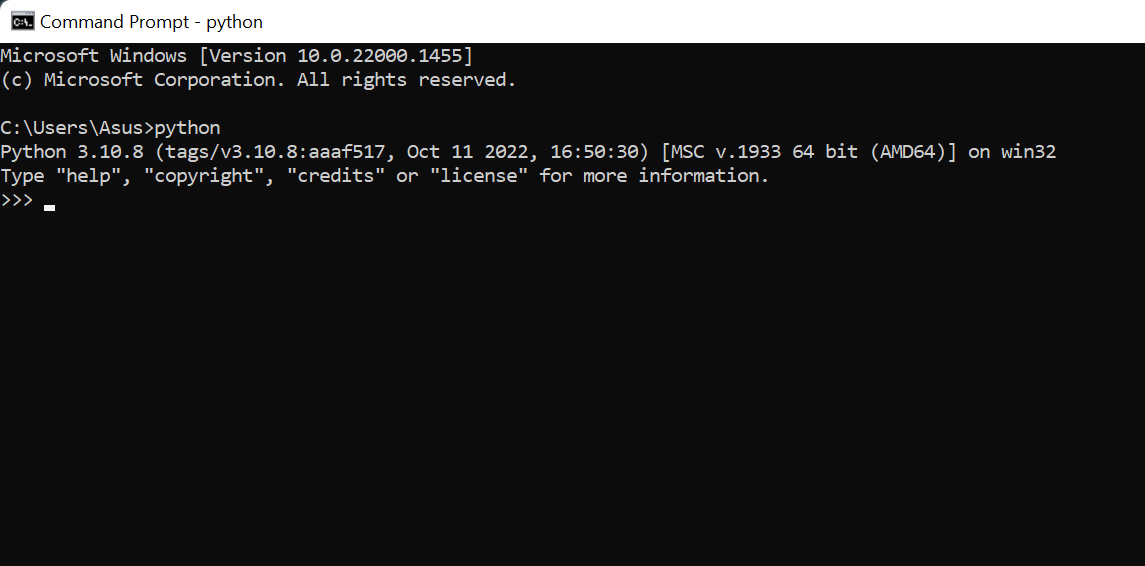 Command Prompt - python
Microsoft Windows [Version 10.0.22000.1455]
(c) Microsoft Corporation. All rights reserved.
C:\Users\Asus>python
Python 3.10.8 (tags/v3.10.8:aaaf517, Oct 11 2022, 16:50:30) [MSC v.1933 64 bit (AMD64)] on win32
Type "help", "copyright", "credits" or "license" for more information.
>>>